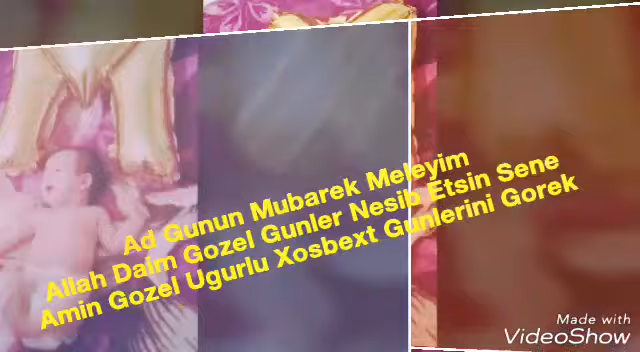 Ad Gunun Mubarek Meleyim
Allah Daim Gozel Gunler Nesib Etsin Sene
Amin Gozel Ugurlu Xosbext Gunlerini Gorek
Made with
VideoShow